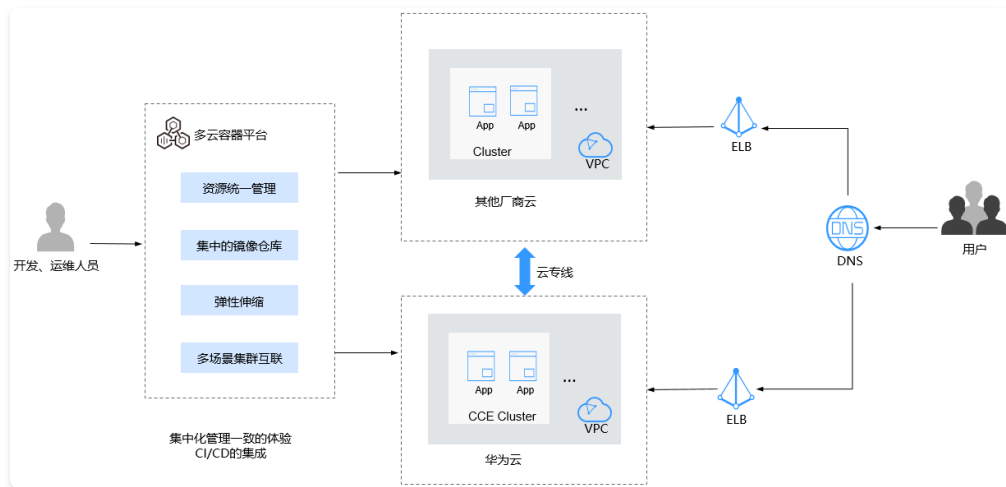 多云容器平台
资源统一管理
集中的镜像仓库
弹性伸缩
多场景集群互联
集中化管理一致的体验
CI/CD的集成
开发、运维人员
App
App
...
Cluster
VPC
其他厂商云
云专线
App
App
...
CCE Cluster
VPC
华为云
ELB
ELB
DNS
DNS
用户